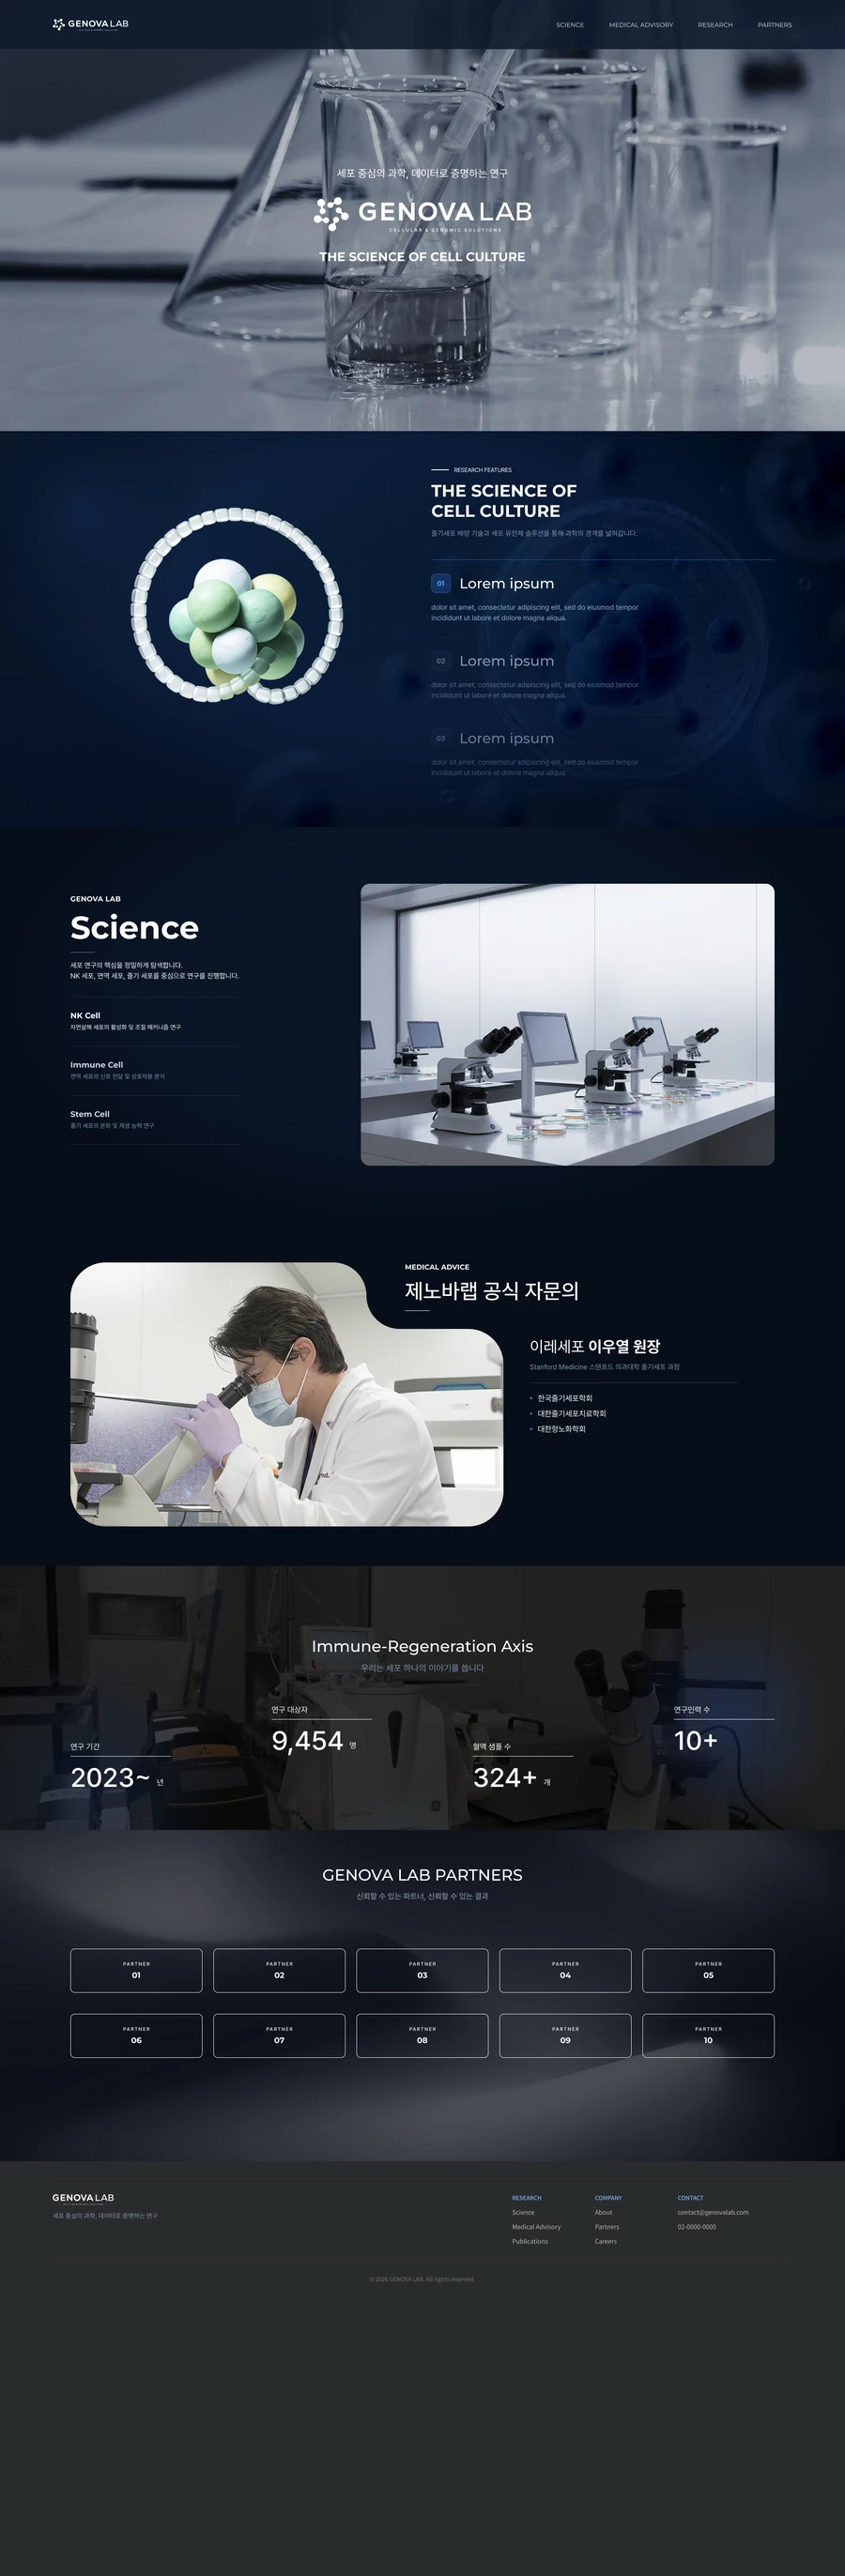 GENOVA LAB
SCIENCE
MEDICAL ADVISORY
RESEARCH
PARTNERS
세포 중심의 과학, 데이터로 증명하는 연구
GENOVA LAB
CELLULAR & GENOMIC SOLUTIONS
THE SCIENCE OF CELL CULTURE
RESEARCH FEATURES
THE SCIENCE OF
CELL CULTURE
줄기세포 배양 기술과 세포 유전체 솔루션을 통해 과학의 경계를 넓혀갑니다.
01
Lorem ipsum
dolor sit amet, consectetur adipiscing elit, sed do eiusmod tempor
incididunt ut labore et dolore magna aliqua.
02
Lorem ipsum
dolor sit amet, consectetur adipiscing elit, sed do eiusmod tempor
incididunt ut labore et dolore magna aliqua.
03
Lorem ipsum
dolor sit amet, consectetur adipiscing elit, sed do eiusmod tempor
incididunt ut labore et dolore magna aliqua.
GENOVA LAB
Science
세포 연구의 핵심을 정밀하게 탐색합니다.
NK 세포, 면역 세포, 줄기 세포를 중심으로 연구를 진행합니다.
NK Cell
자연살해 세포의 활성화 및 조절 메커니즘 연구
Immune Cell
면역 세포의 신호 전달 및 상호작용 분석
Stem Cell
줄기 세포의 분화 및 재생 능력 연구
MEDICAL ADVICE
제노바랩 공식 자문의
이레세포 이우열 원장
Stanford Medicine 스탠포드 의과대학 줄기세포 과정
한국줄기세포학회
대한줄기세포치료학회
대한항노화학회
Immune-Regeneration Axis
우리는 세포 하나의 이야기를 씁니다
연구 기간
2023~ 년
연구 대상자
9,454 명
혈액 샘플 수
324+ 개
연구인력 수
10+
GENOVA LAB PARTNERS
신뢰할 수 있는 파트너, 신뢰할 수 있는 결과
PARTNER
01
PARTNER
02
PARTNER
03
PARTNER
04
PARTNER
05
PARTNER
06
PARTNER
07
PARTNER
08
PARTNER
09
PARTNER
10
GENOVA LAB
세포 중심의 과학, 데이터로 증명하는 연구
RESEARCH
Science
Medical Advisory
Publications
COMPANY
About
Partners
Careers
CONTACT
contact@genovalab.com
02-0000-0000
© 2026 GENOVA LAB. All rights reserved.